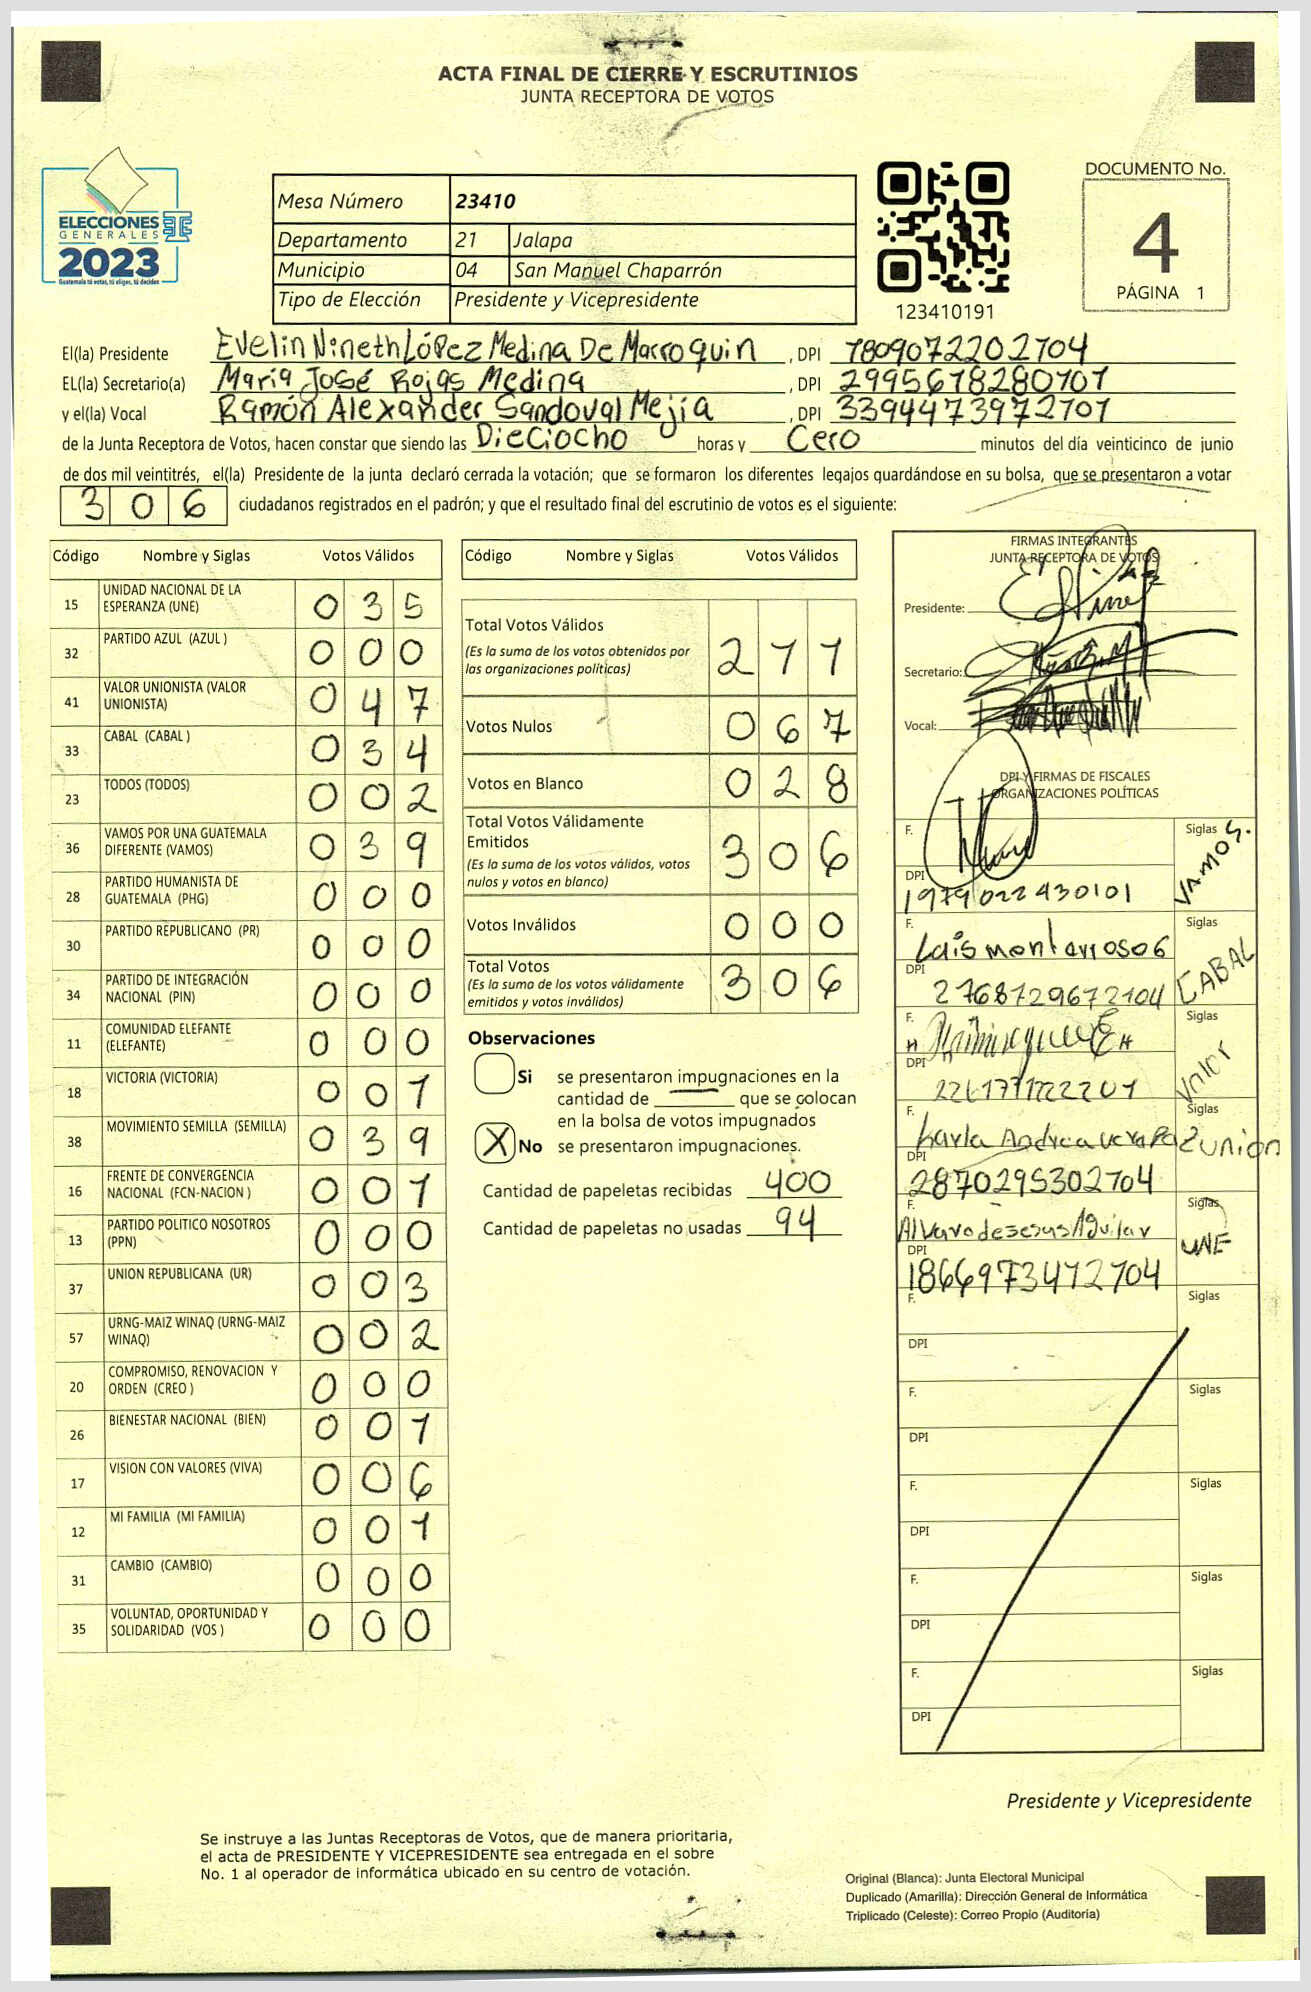 ACTA FINAL DE CIERRE Y ESCRUTINIOS
JUNTA RECEPTORA DE VOTOS
ELECCIONES
GENERALES
2023
Guatemala tú votas, tú eliges, tú decides
Mesa Número 23410
Departamento 21 Jalapa
Municipio 04 San Manuel Chaparrón
Tipo de Elección Presidente y Vicepresidente
123410191
DOCUMENTO No.
4
PÁGINA 1
El(la) Presidente Evelin Nineth López Medina De Marroquin , DPI 7809072202704
EL(la) Secretario(a) María José Rojas Medina , DPI 2995678280707
y el(la) Vocal Ramón Alexander Sandoval Mejía , DPI 3394473972701
de la Junta Receptora de Votos, hacen constar que siendo las Dieciocho horas y Cero minutos del día veinticinco de junio
de dos mil veintitrés, el(la) Presidente de la junta declaró cerrada la votación; que se formaron los diferentes legajos guardándose en su bolsa, que se presentaron a votar
306 ciudadanos registrados en el padrón; y que el resultado final del escrutinio de votos es el siguiente:
Código Nombre y Siglas Votos Válidos
15 UNIDAD NACIONAL DE LA ESPERANZA (UNE) 0 3 5
32 PARTIDO AZUL (AZUL ) 0 0 0
41 VALOR UNIONISTA (VALOR UNIONISTA) 0 4 7
33 CABAL (CABAL ) 0 3 4
23 TODOS (TODOS) 0 0 2
36 VAMOS POR UNA GUATEMALA DIFERENTE (VAMOS) 0 3 9
28 PARTIDO HUMANISTA DE GUATEMALA (PHG) 0 0 0
30 PARTIDO REPUBLICANO (PR) 0 0 0
34 PARTIDO DE INTEGRACIÓN NACIONAL (PIN) 0 0 0
11 COMUNIDAD ELEFANTE (ELEFANTE) 0 0 0
18 VICTORIA (VICTORIA) 0 0 1
38 MOVIMIENTO SEMILLA (SEMILLA) 0 3 9
16 FRENTE DE CONVERGENCIA NACIONAL (FCN-NACION ) 0 0 1
13 PARTIDO POLITICO NOSOTROS (PPN) 0 0 0
37 UNION REPUBLICANA (UR) 0 0 3
57 URNG-MAIZ WINAQ (URNG-MAIZ WINAQ) 0 0 2
20 COMPROMISO, RENOVACION Y ORDEN (CREO ) 0 0 0
26 BIENESTAR NACIONAL (BIEN) 0 0 1
17 VISION CON VALORES (VIVA) 0 0 6
12 MI FAMILIA (MI FAMILIA) 0 0 1
31 CAMBIO (CAMBIO) 0 0 0
35 VOLUNTAD, OPORTUNIDAD Y SOLIDARIDAD (VOS ) 0 0 0
Código Nombre y Siglas Votos Válidos
Total Votos Válidos 2 1 1
(Es la suma de los votos obtenidos por
las organizaciones políticas)
Votos Nulos 0 6 7
Votos en Blanco 0 2 8
Total Votos Válidamente
Emitidos 3 0 6
(Es la suma de los votos válidos, votos
nulos y votos en blanco)
Votos Inválidos 0 0 0
Total Votos 3 0 6
(Es la suma de los votos válidamente
emitidos y votos inválidos)
Observaciones
Si se presentaron impugnaciones en la
cantidad de que se colocan
en la bolsa de votos impugnados
X No se presentaron impugnaciones.
Cantidad de papeletas recibidas 400
Cantidad de papeletas no usadas 94
FIRMAS INTEGRANTES
JUNTA RECEPTORA DE VOTOS
Presidente:
Secretario:
Vocal:
DPI Y FIRMAS DE FISCALES
ORGANIZACIONES POLÍTICAS
F. Siglas VAMOS.
DPI 1979022430101
F. Luis monterroso G Siglas CABAL
DPI 2768729672104
F. Siglas Valor
DPI
F. Karla Andrea Vera Paz Siglas union
DPI 2870295302704
F. Alvaro de Jesus Aguilar Siglas UNE
DPI 1866973472704
F. Siglas
DPI
F. Siglas
DPI
F. Siglas
DPI
F. Siglas
DPI
F. Siglas
DPI
Presidente y Vicepresidente
Se instruye a las Juntas Receptoras de Votos, que de manera prioritaria,
el acta de PRESIDENTE Y VICEPRESIDENTE sea entregada en el sobre
No. 1 al operador de informática ubicado en su centro de votación.
Original (Blanca): Junta Electoral Municipal
Duplicado (Amarilla): Dirección General de Informática
Triplicado (Celeste): Correo Propio (Auditoría)